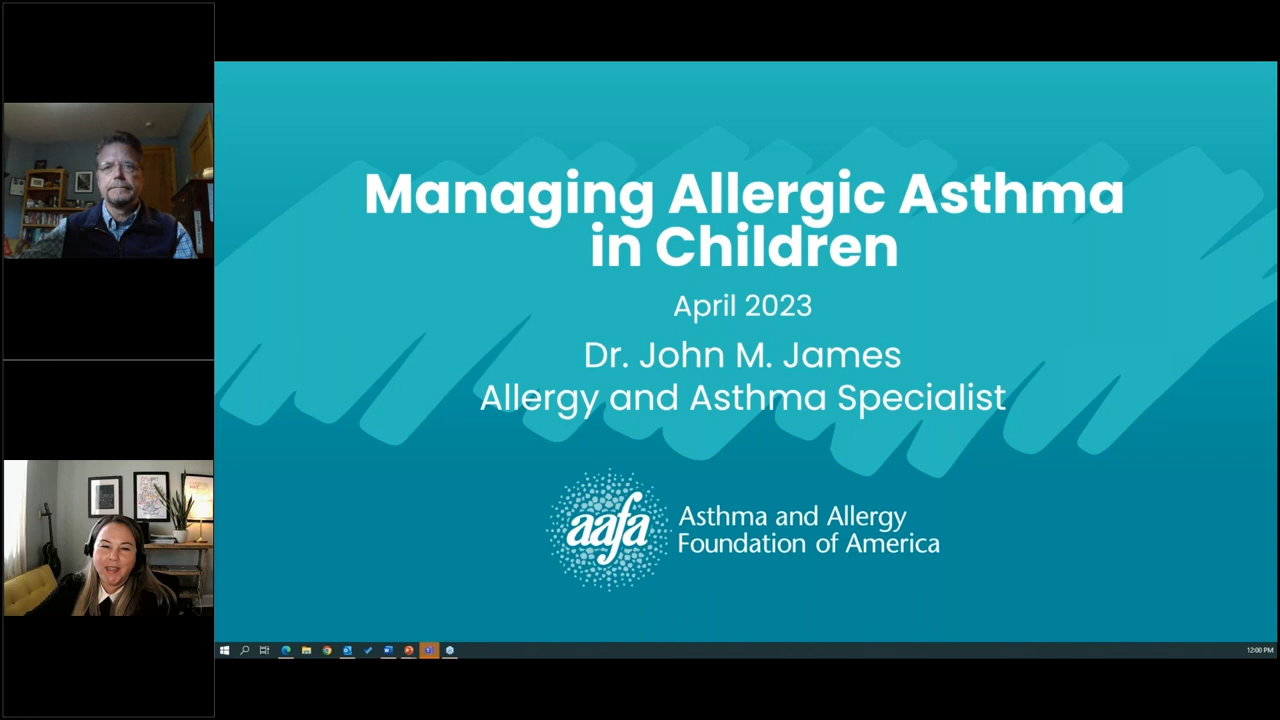 Managing Allergic Asthma
in Children
April 2023
Dr. John M. James
Allergy and Asthma Specialist
aafa
Asthma and Allergy
Foundation of America
12:00 PM